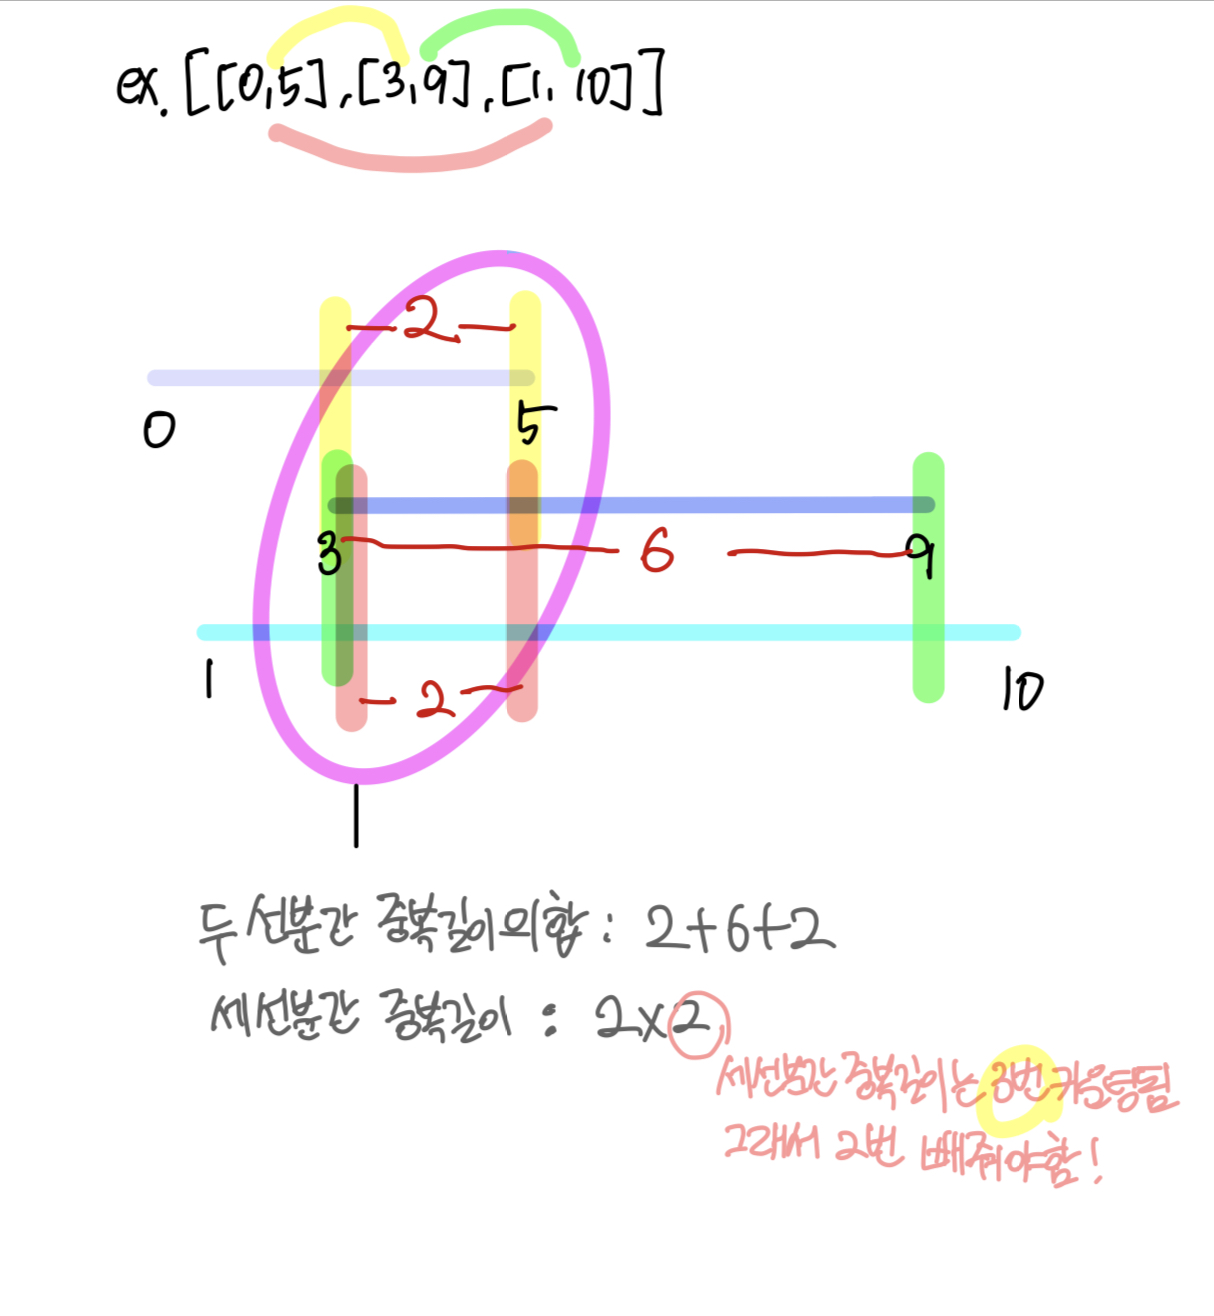 ex. [[0,5],[3,9],[1,10]]
2
0
5
3
6
9
1
2
10
두 선분간 중복길이의합 : 2+6+2
세선분간 중복길이 : 2×2
세선분간 중복길이는 3번 카운팅됨
그래서 2번 빼줘야함!